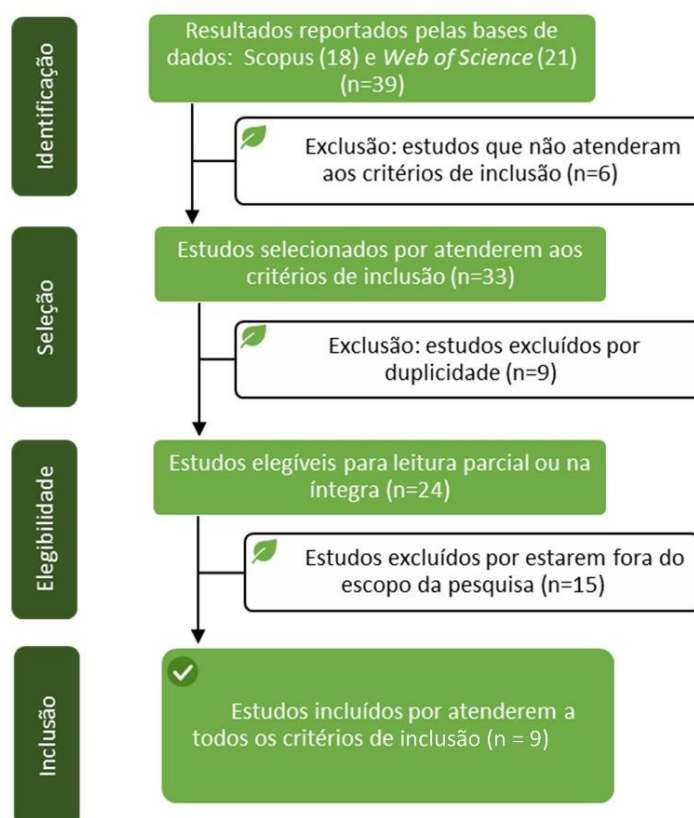 Identificação
Resultados reportados pelas bases de
dados: Scopus (18) e Web of Science (21)
(n=39)
Exclusão: estudos que não atenderam
aos critérios de inclusão (n=6)
Seleção
Estudos selecionados por atenderem aos
critérios de inclusão (n=33)
Exclusão: estudos excluídos por
duplicidade (n=9)
Elegibilidade
Estudos elegíveis para leitura parcial ou na
íntegra (n=24)
Estudos excluídos por estarem fora do
escopo da pesquisa (n=15)
Inclusão
Estudos incluídos por atenderem a
todos os critérios de inclusão (n = 9)